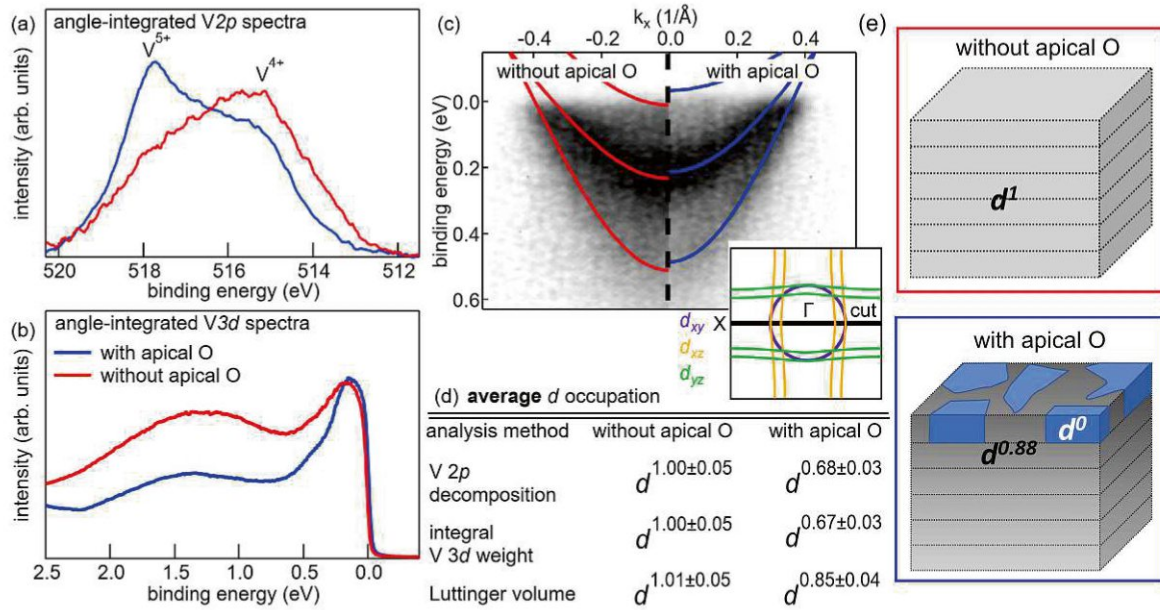 (a) angle-integrated V2p spectra
V5+
V4+
intensity (arb. units)
520 518 516 514 512
binding energy (eV)
(b) angle-integrated V3d spectra
with apical O
without apical O
intensity (arb. units)
2.5 2.0 1.5 1.0 0.5 0.0
binding energy (eV)
(c)
kx (1/Å)
-0.4 -0.2 0.0 0.2 0.4
without apical O with apical O
binding energy (eV)
0.0
0.2
0.4
0.6
Γ
X cut
dxy
dxz
dyz
(d) average d occupation
analysis method without apical O with apical O
V 2p
decomposition d1.00±0.05 d0.68±0.03
integral
V 3d weight d1.00±0.05 d0.67±0.03
Luttinger volume d1.01±0.05 d0.85±0.04
(e)
without apical O
d1
with apical O
d0
d0.88